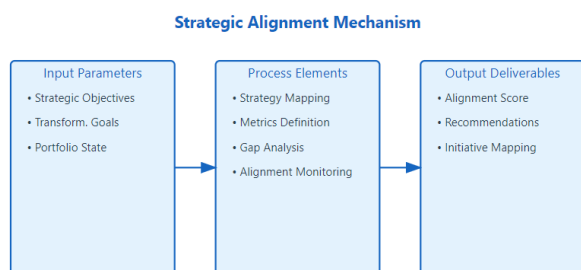 Strategic Alignment Mechanism
Input Parameters
• Strategic Objectives
• Transform. Goals
• Portfolio State
Process Elements
• Strategy Mapping
• Metrics Definition
• Gap Analysis
• Alignment Monitoring
Output Deliverables
• Alignment Score
• Recommendations
• Initiative Mapping